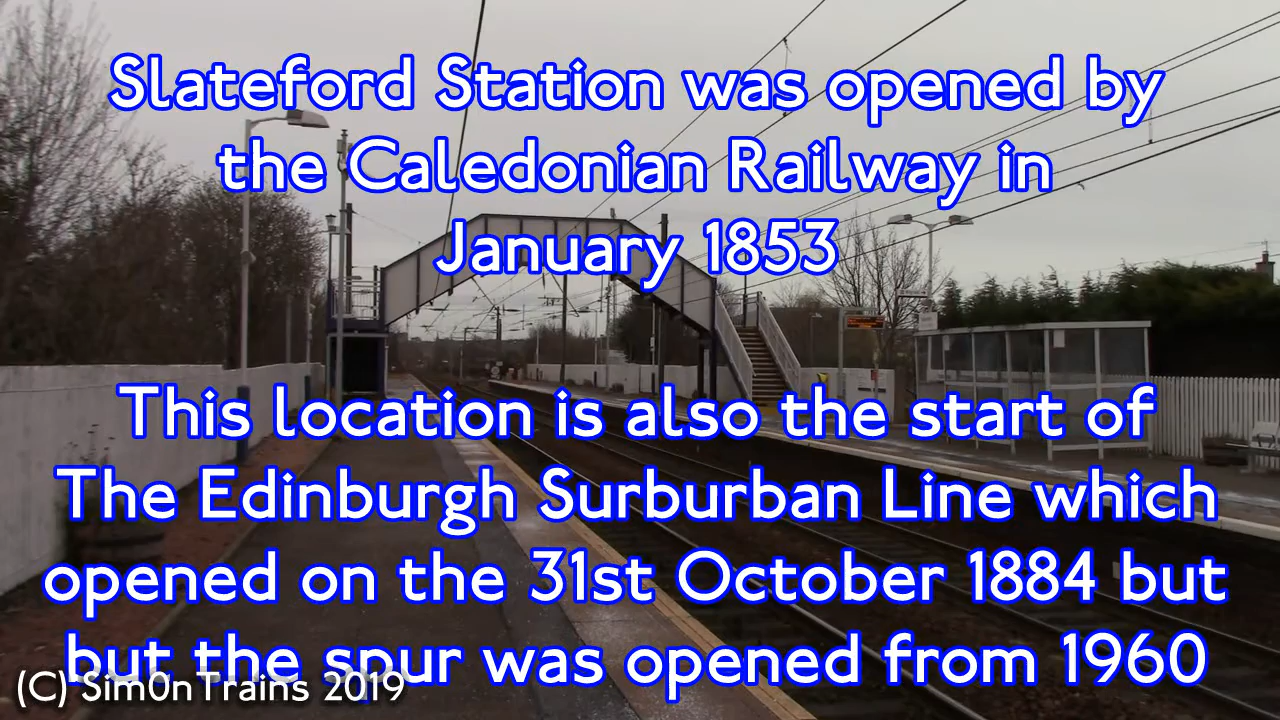 Slateford Station was opened by
the Caledonian Railway in
January 1853
This location is also the start of
The Edinburgh Surburban Line which
opened on the 31st October 1884 but
but the spur was opened from 1960
(C) Sim0nTrains 2019